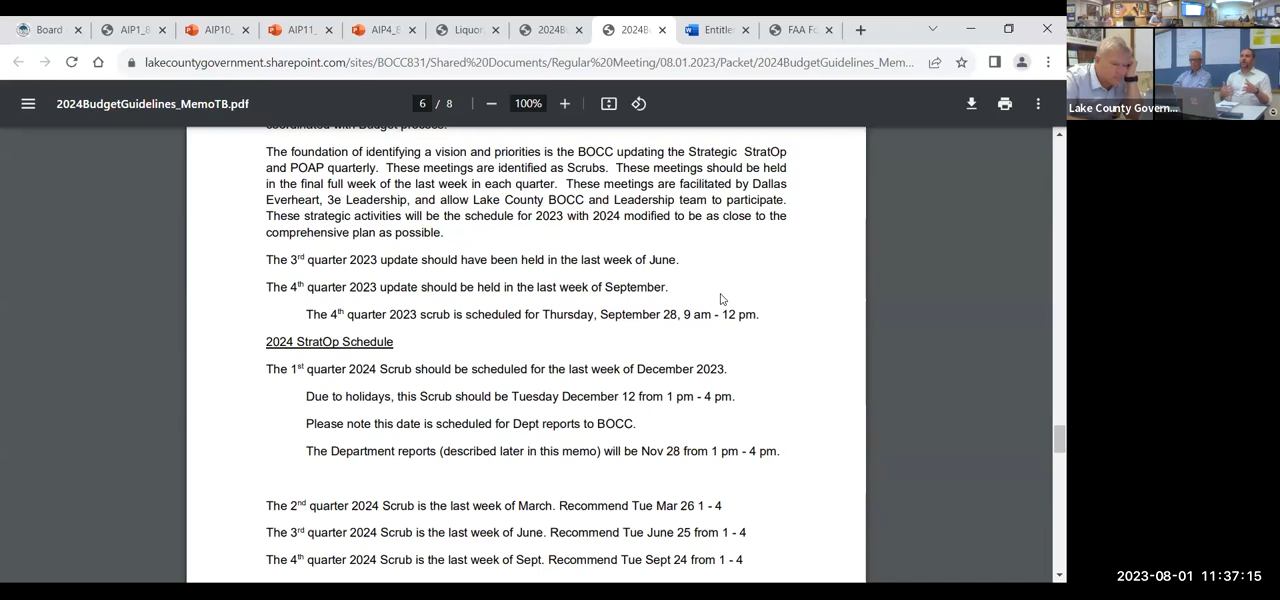 Board
AIP1_8
AIP10_
AIP11_
AIP4_E
Liquor
2024B
2024B
Entitle
FAA Fo
lakecountygovernment.sharepoint.com/sites/BOCC831/Shared%20Documents/Regular%20Meeting/08.01.2023/Packet/2024BudgetGuidelines_Mem...
2024BudgetGuidelines_MemoTB.pdf
6 / 8
100%
coordinated with Budget process.
The foundation of identifying a vision and priorities is the BOCC updating the Strategic StratOp
and POAP quarterly. These meetings are identified as Scrubs. These meetings should be held
in the final full week of the last week in each quarter. These meetings are facilitated by Dallas
Everheart, 3e Leadership, and allow Lake County BOCC and Leadership team to participate.
These strategic activities will be the schedule for 2023 with 2024 modified to be as close to the
comprehensive plan as possible.
The 3rd quarter 2023 update should have been held in the last week of June.
The 4th quarter 2023 update should be held in the last week of September.
The 4th quarter 2023 scrub is scheduled for Thursday, September 28, 9 am - 12 pm.
2024 StratOp Schedule
The 1st quarter 2024 Scrub should be scheduled for the last week of December 2023.
Due to holidays, this Scrub should be Tuesday December 12 from 1 pm - 4 pm.
Please note this date is scheduled for Dept reports to BOCC.
The Department reports (described later in this memo) will be Nov 28 from 1 pm - 4 pm.
The 2nd quarter 2024 Scrub is the last week of March. Recommend Tue Mar 26 1 - 4
The 3rd quarter 2024 Scrub is the last week of June. Recommend Tue June 25 from 1 - 4
The 4th quarter 2024 Scrub is the last week of Sept. Recommend Tue Sept 24 from 1 - 4
Lake County Govern...
2023-08-01 11:37:15